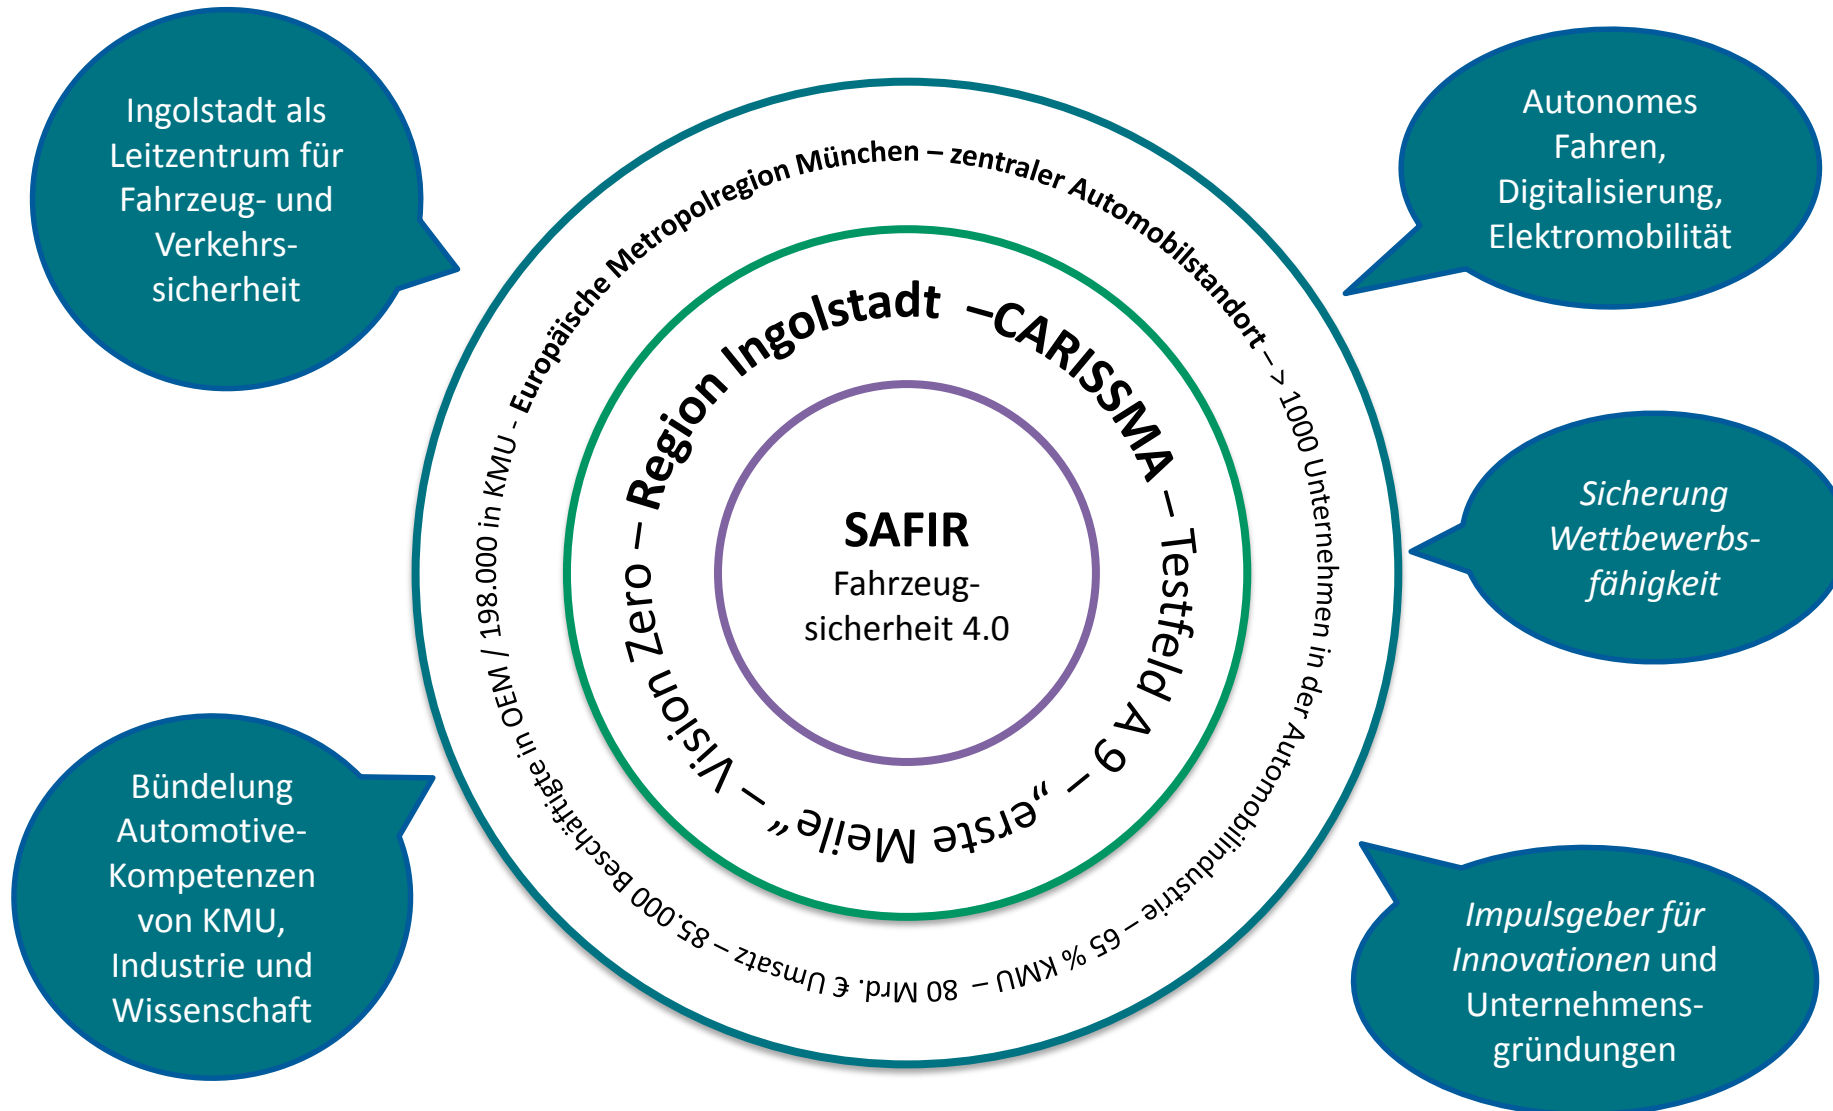 Ingolstadt als
Leitzentrum für
Fahrzeug- und
Verkehrs-
sicherheit
Autonomes
Fahren,
Digitalisierung,
Elektromobilität
Europäische Metropolregion München – zentraler Automobilstandort – > 1000 Unternehmen in der Automobilindustrie – 65 % KMU – 80 Mrd. € Umsatz – 85.000 Beschäftigte in OEM / 198.000 in KMU -
Region Ingolstadt –CARISSMA – Testfeld A 9 – „erste Meile“ – Vision Zero –
SAFIR
Fahrzeug-
sicherheit 4.0
Sicherung
Wettbewerbs-
fähigkeit
Bündelung
Automotive-
Kompetenzen
von KMU,
Industrie und
Wissenschaft
Impulsgeber für
Innovationen und
Unternehmens-
gründungen